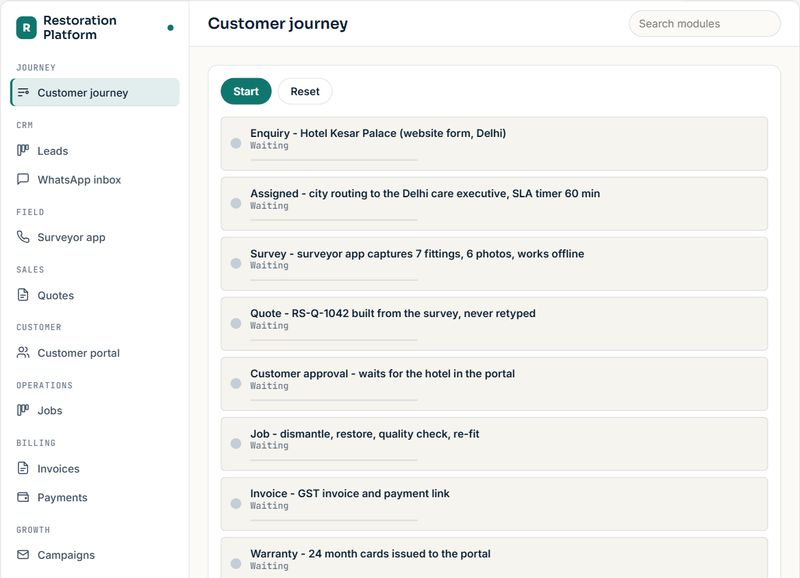 R
Restoration
Platform
JOURNEY
Customer journey
CRM
Leads
WhatsApp inbox
FIELD
Surveyor app
SALES
Quotes
CUSTOMER
Customer portal
OPERATIONS
Jobs
BILLING
Invoices
Payments
GROWTH
Campaigns
Customer journey
Search modules
Start
Reset
Enquiry - Hotel Kesar Palace (website form, Delhi)
Waiting
Assigned - city routing to the Delhi care executive, SLA timer 60 min
Waiting
Survey - surveyor app captures 7 fittings, 6 photos, works offline
Waiting
Quote - RS-Q-1042 built from the survey, never retyped
Waiting
Customer approval - waits for the hotel in the portal
Waiting
Job - dismantle, restore, quality check, re-fit
Waiting
Invoice - GST invoice and payment link
Waiting
Warranty - 24 month cards issued to the portal
Waiting